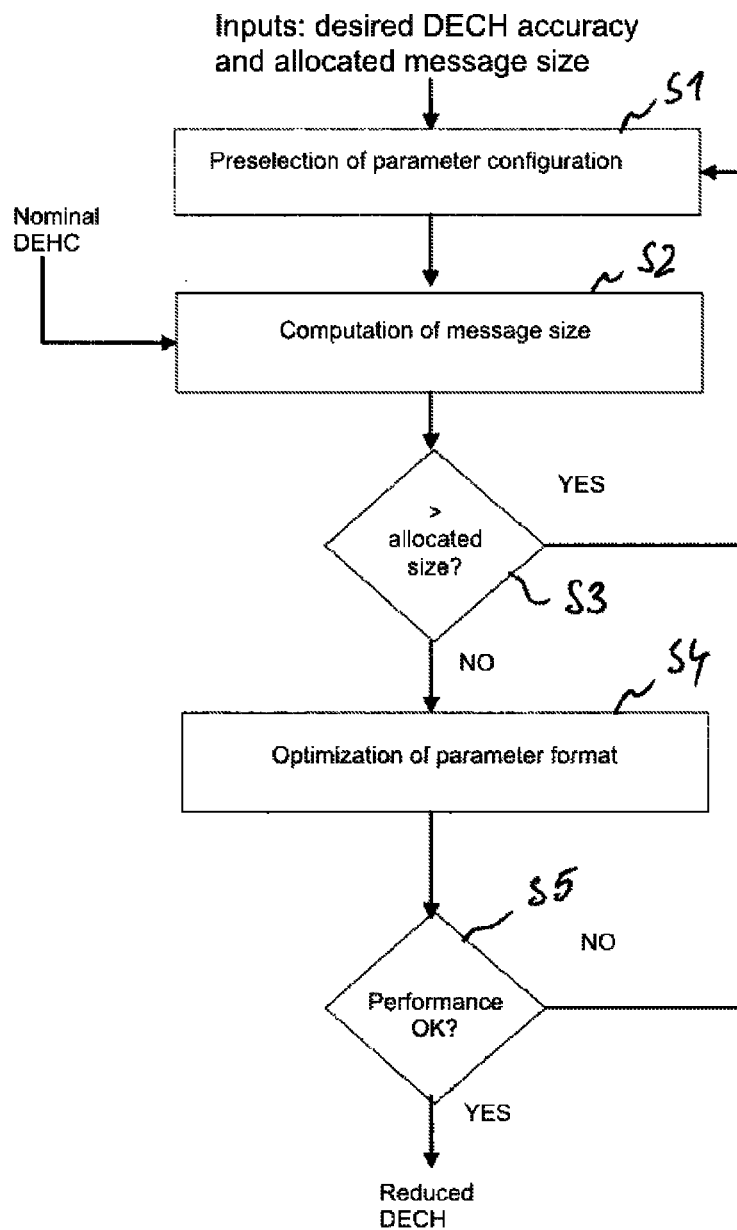 Inputs: desired DECH accuracy
and allocated message size
S1
Preselection of parameter configuration
Nominal
DEHC
S2
Computation of message size
YES
>
allocated
size?
S3
NO
S4
Optimization of parameter format
S5
NO
Performance
OK?
YES
Reduced
DECH